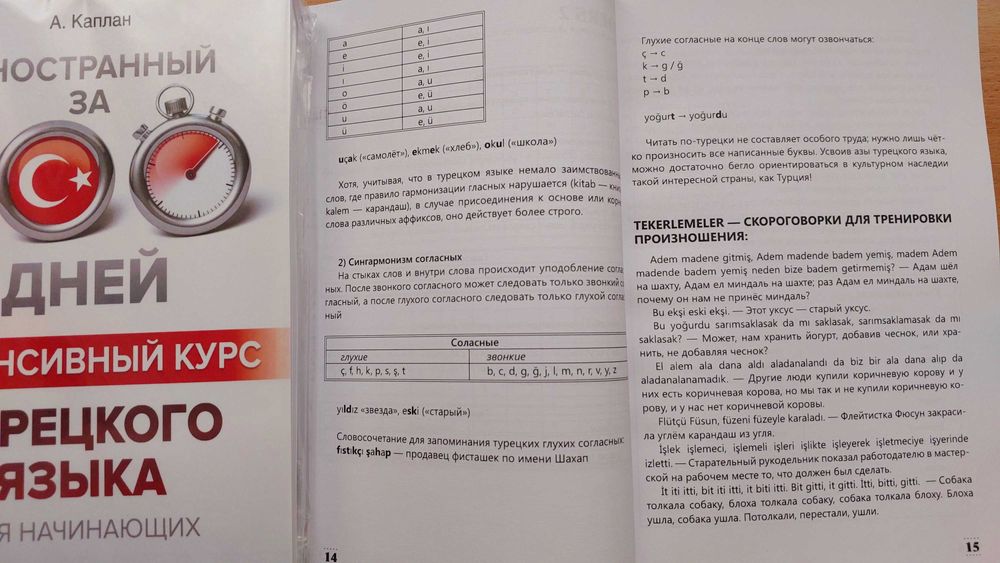 А. Каплан
НОСТРАННЫЙ
ЗА
ДНЕЙ
НСИВНЫЙ КУРС
РЕЦКОГО
ЯЗЫКА
Я НАЧИНАЮЩИХ
a a, ı
e e, i
i e, i
ı a, ı
o a, u
ö e, ü
u a, u
ü e, ü
uçak («самолёт»), ekmek («хлеб»), okul («школа»)
Хотя, учитывая, что в турецком языке немало заимствованн
слов, где правило гармонизации гласных нарушается (kitab — кни
kalem — карандаш), в случае присоединения к основе или корн
слова различных аффиксов, оно действует более строго.
2) Сингармонизм согласных
На стыках слов и внутри слова происходит уподобление согла
ных. После звонкого согласного может следовать только звонкий со
гласный, а после глухого согласного следовать только глухой соглас
ный
Соласные
глухие звонкие
ç, f, h, k, p, s, ş, t b, c, d, g, ğ, j, l, m, n, r, v, y, z
yıldız «звезда», eski («старый»)
Словосочетание для запоминания турецких глухих согласных:
fıstıkçı şahap — продавец фисташек по имени Шахап
14
Глухие согласные на конце слов могут озвончаться:
ç → c
k → g / ğ
t → d
p → b
yoğurt → yoğurdu
Читать по-турецки не составляет особого труда; нужно лишь чёт-
ко произносить все написанные буквы. Усвоив азы турецкого языка,
можно достаточно бегло ориентироваться в культурном наследии
такой интересной страны, как Турция!
TEKERLEMELER — СКОРОГОВОРКИ ДЛЯ ТРЕНИРОВКИ
ПРОИЗНОШЕНИЯ:
Adem madene gitmiş, Adem madende badem yemiş, madem Adem
madende badem yemiş neden bize badem getirmemiş? — Адам шёл
на шахту, Адам ел миндаль на шахте; раз Адам ел миндаль на шахте,
почему он нам не принёс миндаль?
Bu ekşi eski ekşi. — Этот уксус — старый уксус.
Bu yoğurdu sarımsaklasak da mı saklasak, sarımsaklamasak da mı
saklasak? — Может, нам хранить йогурт, добавив чеснок, или хра-
нить, не добавляя чеснок?
El alem ala dana aldı aladanalandı da biz bir ala dana alıp da
aladanalanamadık. — Другие люди купили коричневую корову и у
них есть коричневая корова, но мы так и не купили коричневую ко-
рову, и у нас нет коричневой коровы.
Flütçü Füsun, füzeni füzeyle karaladı. — Флейтистка Фюсун закраси-
ла углём карандаш из угля.
İşlek işlemeci, işlemeli işleri işlikte işleyerek işletmeciye işyerinde
izletti. — Старательный рукодельник показал работодателю в мастер-
ской на рабочем месте то, что должен был сделать.
İt iti itti, bit iti itti, it biti itti. Bit gitti, it gitti. İtti, bitti, gitti. — Собака
толкала собаку, блоха толкала собаку, собака толкала блоху. Блоха
ушла, собака ушла. Потолкали, перестали, ушли.
15